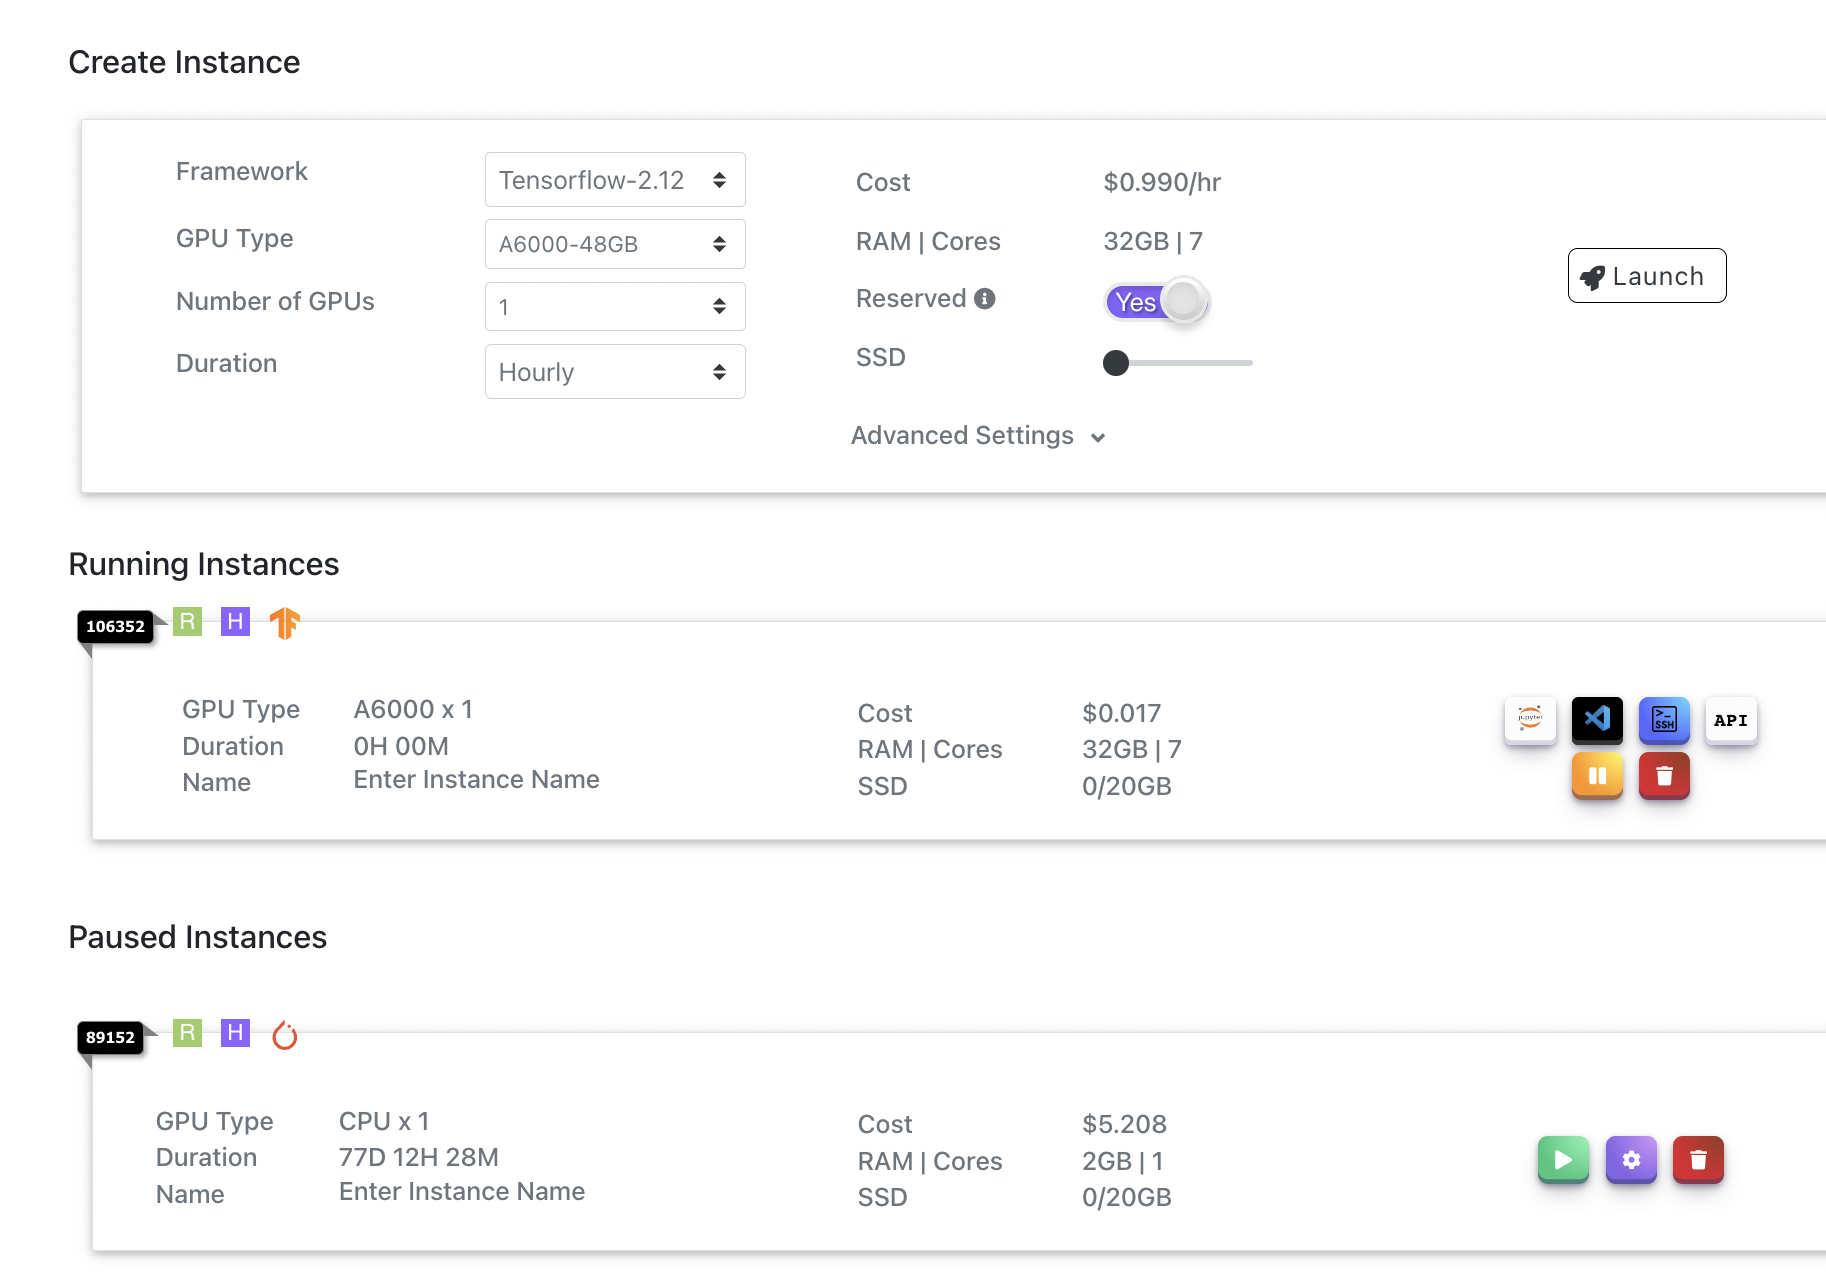 Create Instance
Framework
Tensorflow-2.12
GPU Type
A6000-48GB
Number of GPUs
1
Duration
Hourly
Cost
$0.990/hr
RAM | Cores
32GB | 7
Reserved
Yes
SSD
Advanced Settings
Launch
Running Instances
106352
R
H
GPU Type
A6000 x 1
Duration
0H 00M
Name
Enter Instance Name
Cost
$0.017
RAM | Cores
32GB | 7
SSD
0/20GB
jupyter
SSH
API
Paused Instances
89152
R
H
GPU Type
CPU x 1
Duration
77D 12H 28M
Name
Enter Instance Name
Cost
$5.208
RAM | Cores
2GB | 1
SSD
0/20GB